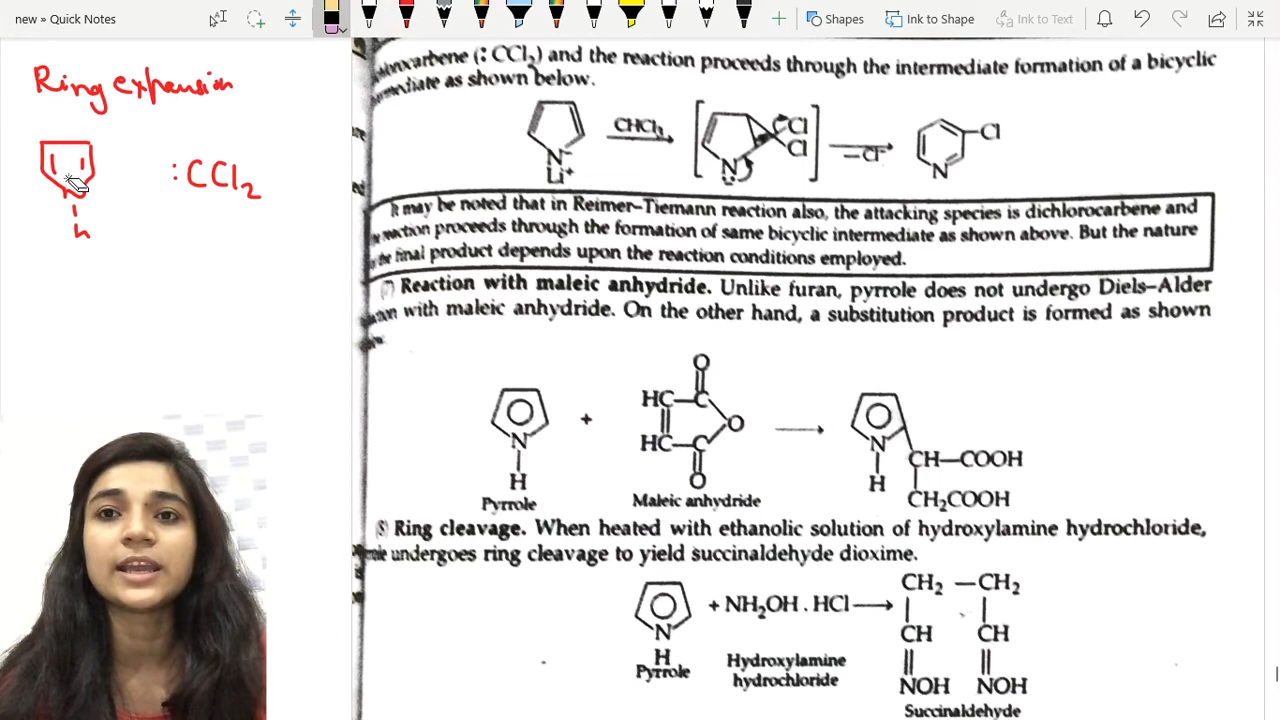 new » Quick Notes
Shapes
Ink to Shape
Ink to Text
Ring expansion
N
h
:CCl2
(:CCl2) and the reaction proceeds through the intermediate formation of a bicyclic
as shown below.
N−
Li+
CHCl3
N
Cl
Cl
−Cl−
N
Cl
It may be noted that in Reimer–Tiemann reaction also, the attacking species is dichlorocarbene and
reaction proceeds through the formation of same bicyclic intermediate as shown above. But the nature
final product depends upon the reaction conditions employed.
(7) Reaction with maleic anhydride. Unlike furan, pyrrole does not undergo Diels–Alder
with maleic anhydride. On the other hand, a substitution product is formed as shown
N
H
Pyrrole
+
HC—C
HC—C
O
O
O
Maleic anhydride
N
H
CH—COOH
CH2COOH
(8) Ring cleavage. When heated with ethanolic solution of hydroxylamine hydrochloride,
undergoes ring cleavage to yield succinaldehyde dioxime.
N
H
Pyrrole
+ NH2OH . HCl
Hydroxylamine
hydrochloride
CH2 —CH2
CH CH
NOH NOH
Succinaldehyde